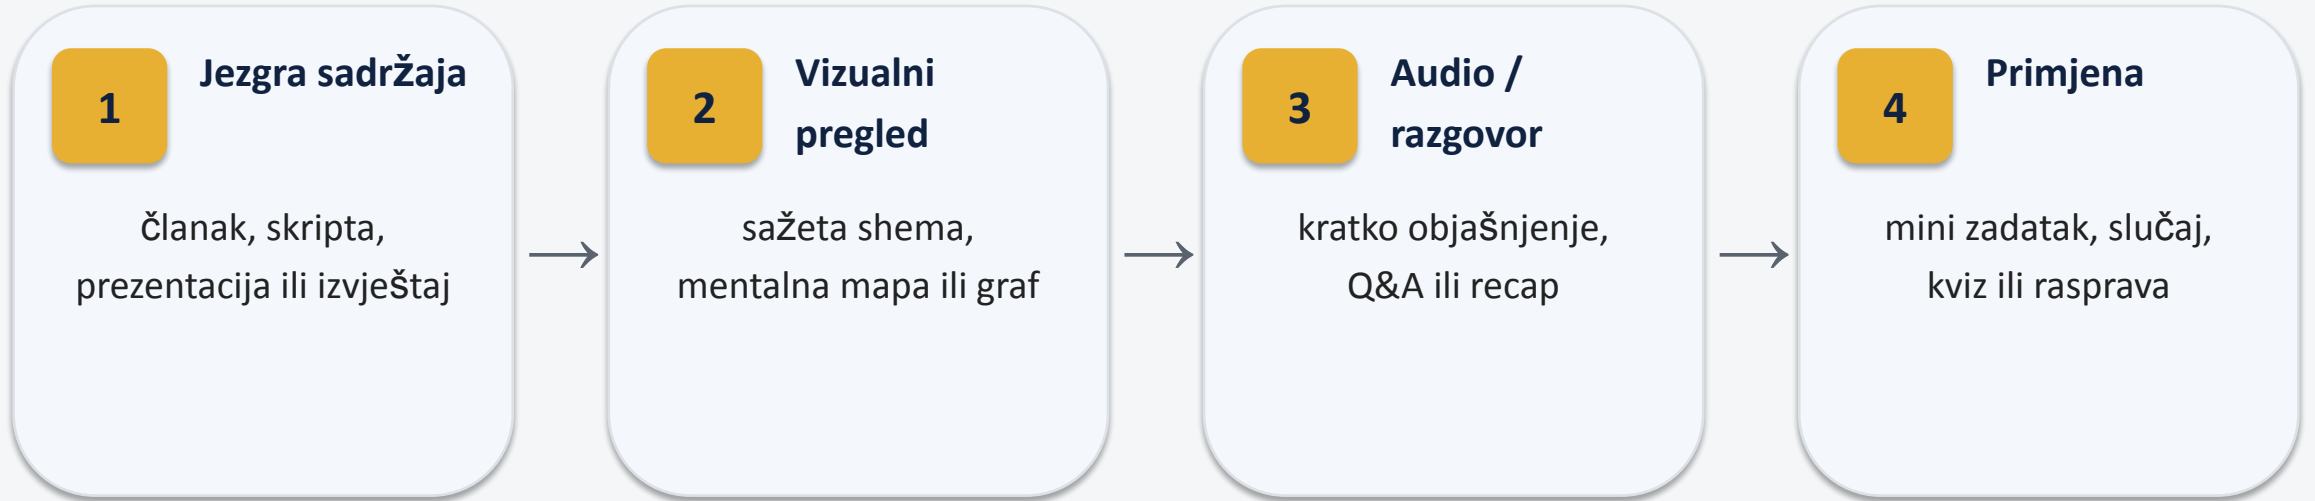 1
Jezgra sadržaja
članak, skripta,
prezentacija ili izvještaj
→
2
Vizualni
pregled
sažeta shema,
mentalna mapa ili graf
→
3
Audio /
razgovor
kratko objašnjenje,
Q&A ili recap
→
4
Primjena
mini zadatak, slučaj,
kviz ili rasprava